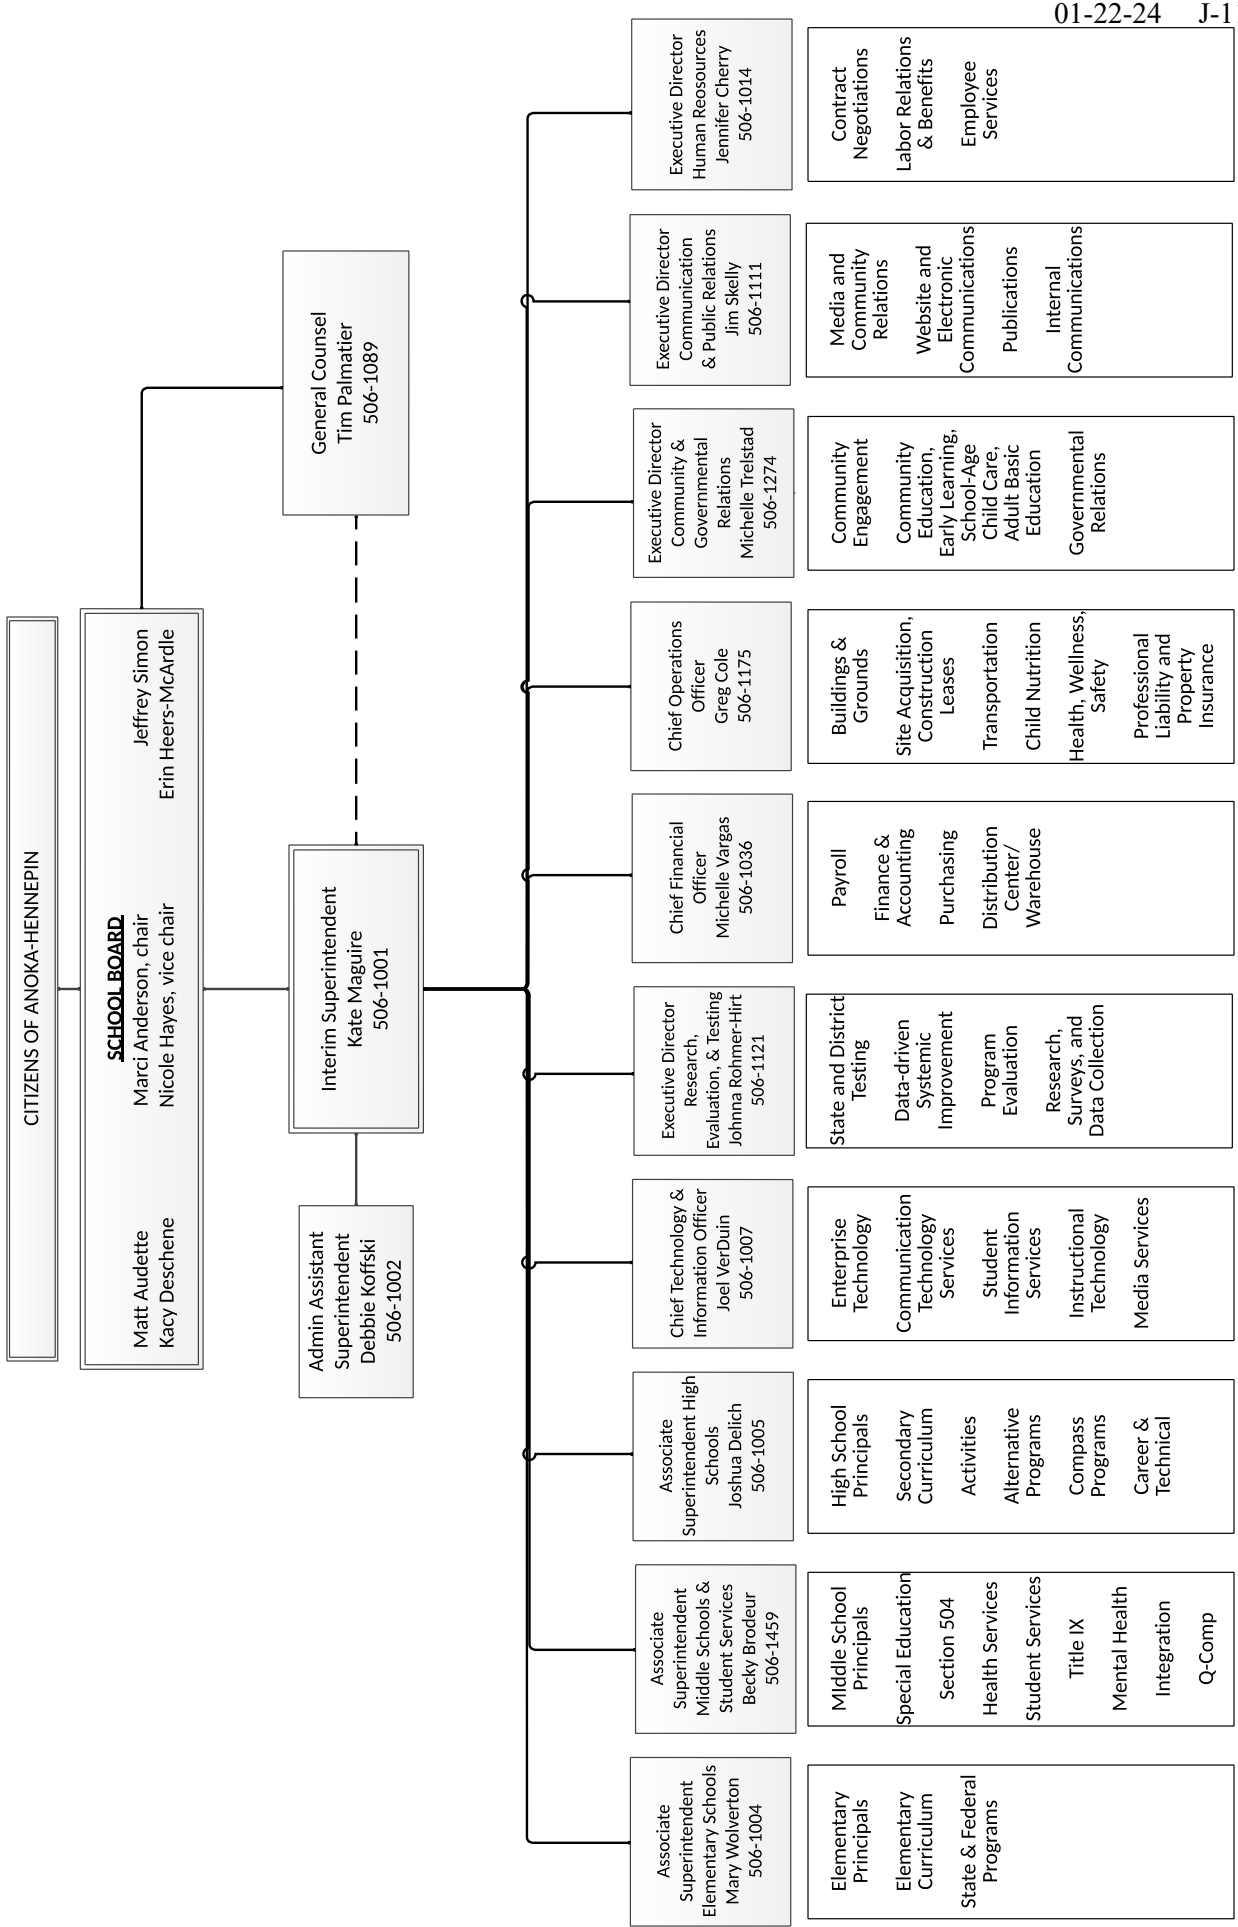 01-22-24 J-1
CITIZENS OF ANOKA-HENNEPIN
SCHOOL BOARD
Matt Audette
Kacy Deschene
Marci Anderson, chair
Nicole Hayes, vice chair
Jeffrey Simon
Erin Heers-McArdle
Admin Assistant
Superintendent
Debbie Koffski
506-1002
Interim Superintendent
Kate Maguire
506-1001
General Counsel
Tim Palmatier
506-1089
Associate
Superintendent
Elementary Schools
Mary Wolverton
506-1004
Associate
Superintendent
Middle Schools &
Student Services
Becky Brodeur
506-1459
Associate
Superintendent High
Schools
Joshua Delich
506-1005
Chief Technology &
Information Officer
Joel VerDuin
506-1007
Executive Director
Research,
Evaluation, & Testing
Johnna Rohmer-Hirt
506-1121
Chief Financial
Officer
Michelle Vargas
506-1036
Chief Operations
Officer
Greg Cole
506-1175
Executive Director
Community &
Governmental
Relations
Michelle Trelstad
506-1274
Executive Director
Communication
& Public Relations
Jim Skelly
506-1111
Executive Director
Human Reosources
Jennifer Cherry
506-1014
Elementary
Principals
Elementary
Curriculum
State & Federal
Programs
MIddle School
Principals
Special Education
Section 504
Health Services
Student Services
Title IX
Mental Health
Integration
Q-Comp
High School
Principals
Secondary
Curriculum
Activities
Alternative
Programs
Compass
Programs
Career &
Technical
Enterprise
Technology
Communication
Technology
Services
Student
Information
Services
Instructional
Technology
Media Services
State and District
Testing
Data-driven
Systemic
Improvement
Program
Evaluation
Research,
Surveys, and
Data Collection
Payroll
Finance &
Accounting
Purchasing
Distribution
Center/
Warehouse
Buildings &
Grounds
Site Acquisition,
Construction
Leases
Transportation
Child Nutrition
Health, Wellness,
Safety
Professional
Liability and
Property
Insurance
Community
Engagement
Community
Education,
Early Learning,
School-Age
Child Care,
Adult Basic
Education
Governmental
Relations
Media and
Community
Relations
Website and
Electronic
Communications
Publications
Internal
Communications
Contract
Negotiations
Labor Relations
& Benefits
Employee
Services